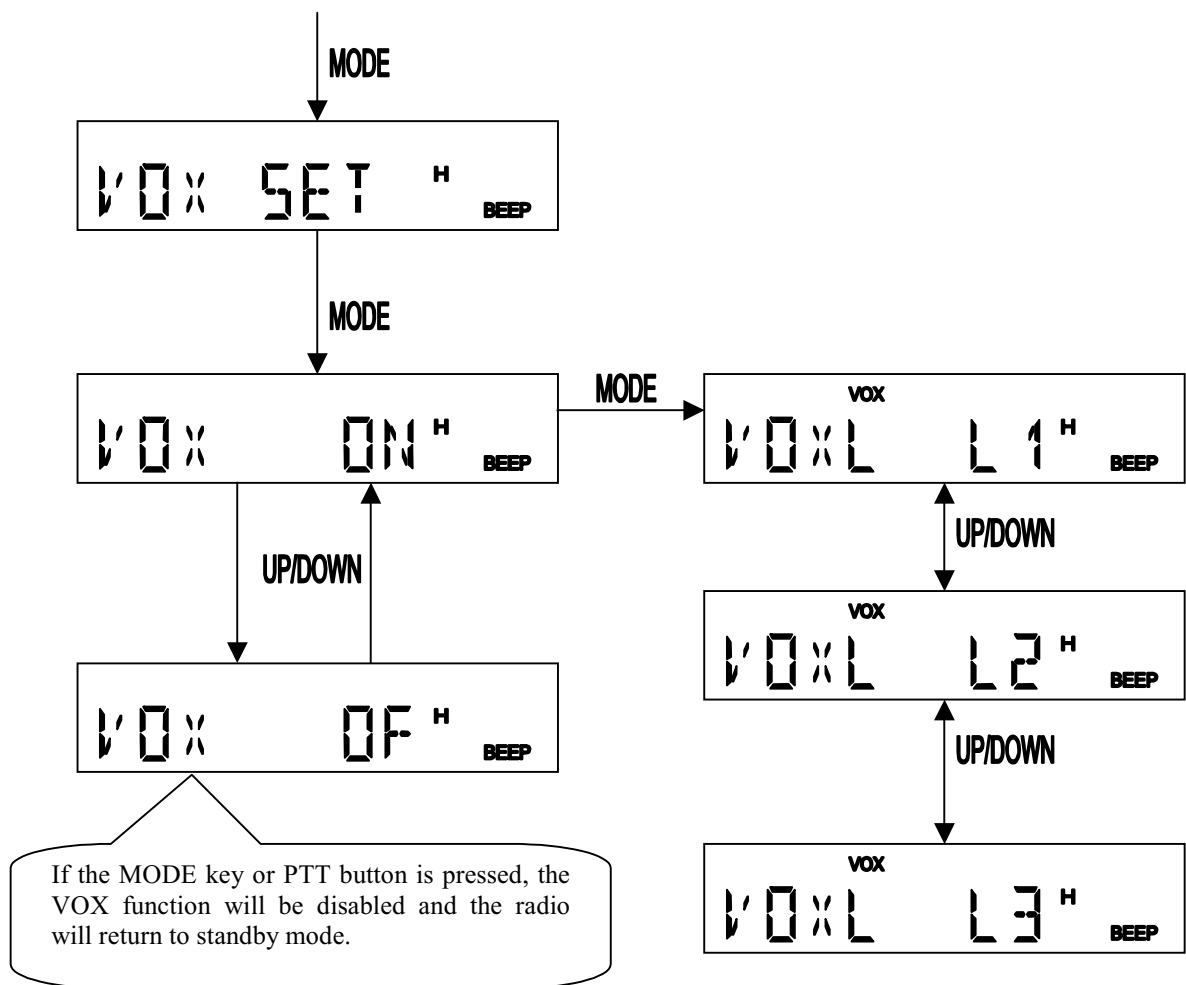 MODE
VOX SET H
BEEP
MODE
VOX ON H
BEEP
MODE
VOX
VOXL L1 H
BEEP
UP/DOWN
UP/DOWN
VOX
VOXL L2 H
BEEP
VOX OF H
BEEP
UP/DOWN
If the MODE key or PTT button is pressed, the
VOX function will be disabled and the radio
will return to standby mode.
VOX
VOXL L3 H
BEEP